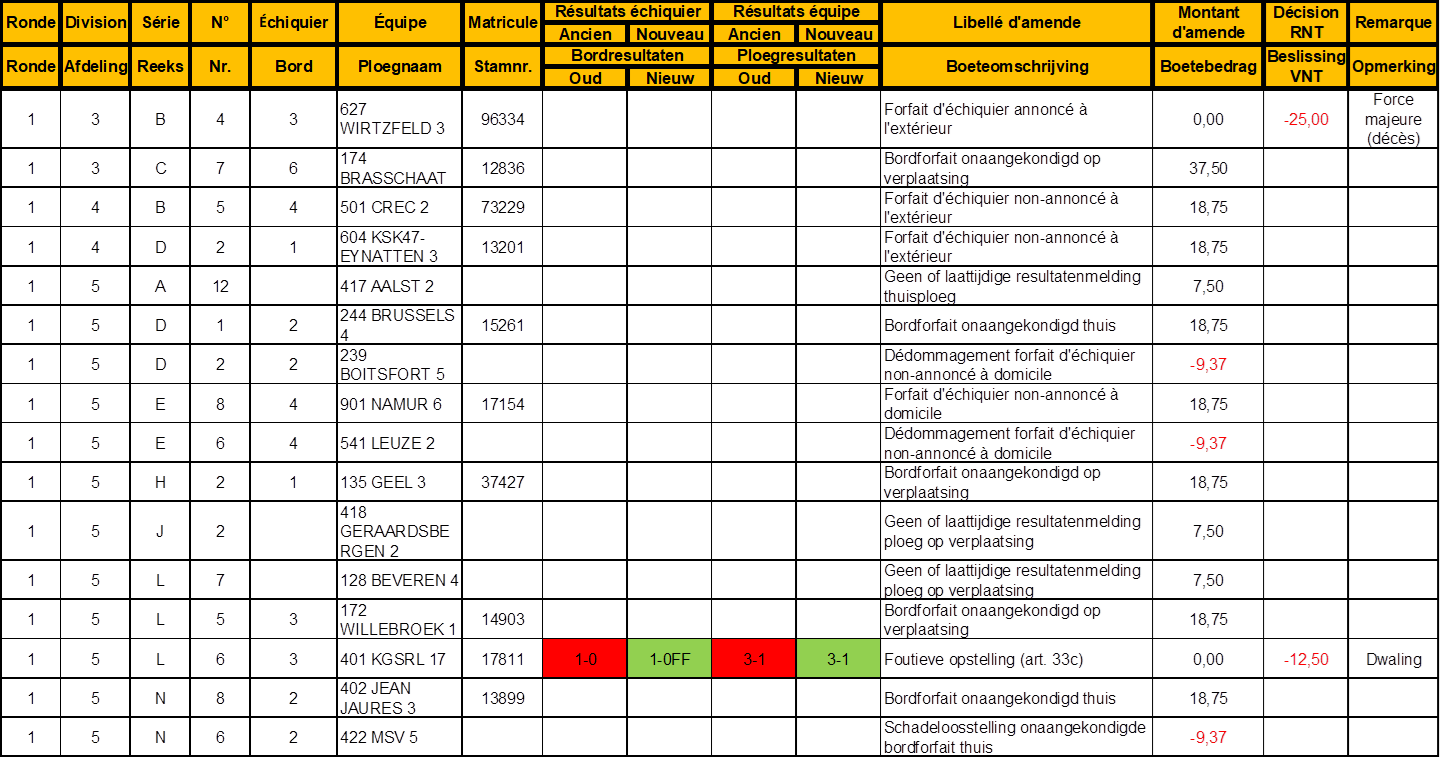 Ronde Division Série N° Échiquier Équipe Matricule Résultats échiquier Résultats équipe Libellé d'amende Montant d'amende Décision RNT Remarque
Ancien Nouveau Ancien Nouveau
Ronde Afdeling Reeks Nr. Bord Ploegnaam Stamnr. Bordresultaten Ploegresultaten Boeteomschrijving Boetebedrag Beslissing VNT Opmerking
Oud Nieuw Oud Nieuw
1 3 B 4 3 627 WIRTZFELD 3 96334 Forfait d'échiquier annoncé à l'extérieur 0,00 -25,00 Force majeure (décès)
1 3 C 7 6 174 BRASSCHAAT 12836 Bordforfait onaangekondigd op verplaatsing 37,50
1 4 B 5 4 501 CREC 2 73229 Forfait d'échiquier non-annoncé à l'extérieur 18,75
1 4 D 2 1 604 KSK47-EYNATTEN 3 13201 Forfait d'échiquier non-annoncé à l'extérieur 18,75
1 5 A 12 417 AALST 2 Geen of laattijdige resultatenmelding thuisploeg 7,50
1 5 D 1 2 244 BRUSSELS 4 15261 Bordforfait onaangekondigd thuis 18,75
1 5 D 2 2 239 BOITSFORT 5 Dédommagement forfait d'échiquier non-annoncé à domicile -9,37
1 5 E 8 4 901 NAMUR 6 17154 Forfait d'échiquier non-annoncé à domicile 18,75
1 5 E 6 4 541 LEUZE 2 Dédommagement forfait d'échiquier non-annoncé à domicile -9,37
1 5 H 2 1 135 GEEL 3 37427 Bordforfait onaangekondigd op verplaatsing 18,75
1 5 J 2 418 GERAARDSBERGEN 2 Geen of laattijdige resultatenmelding ploeg op verplaatsing 7,50
1 5 L 7 128 BEVEREN 4 Geen of laattijdige resultatenmelding ploeg op verplaatsing 7,50
1 5 L 5 3 172 WILLEBROEK 1 14903 Bordforfait onaangekondigd op verplaatsing 18,75
1 5 L 6 3 401 KGSRL 17 17811 1-0 1-0FF 3-1 3-1 Foutieve opstelling (art. 33c) 0,00 -12,50 Dwaling
1 5 N 8 2 402 JEAN JAURES 3 13899 Bordforfait onaangekondigd thuis 18,75
1 5 N 6 2 422 MSV 5 Schadeloosstelling onaangekondigde bordforfait thuis -9,37